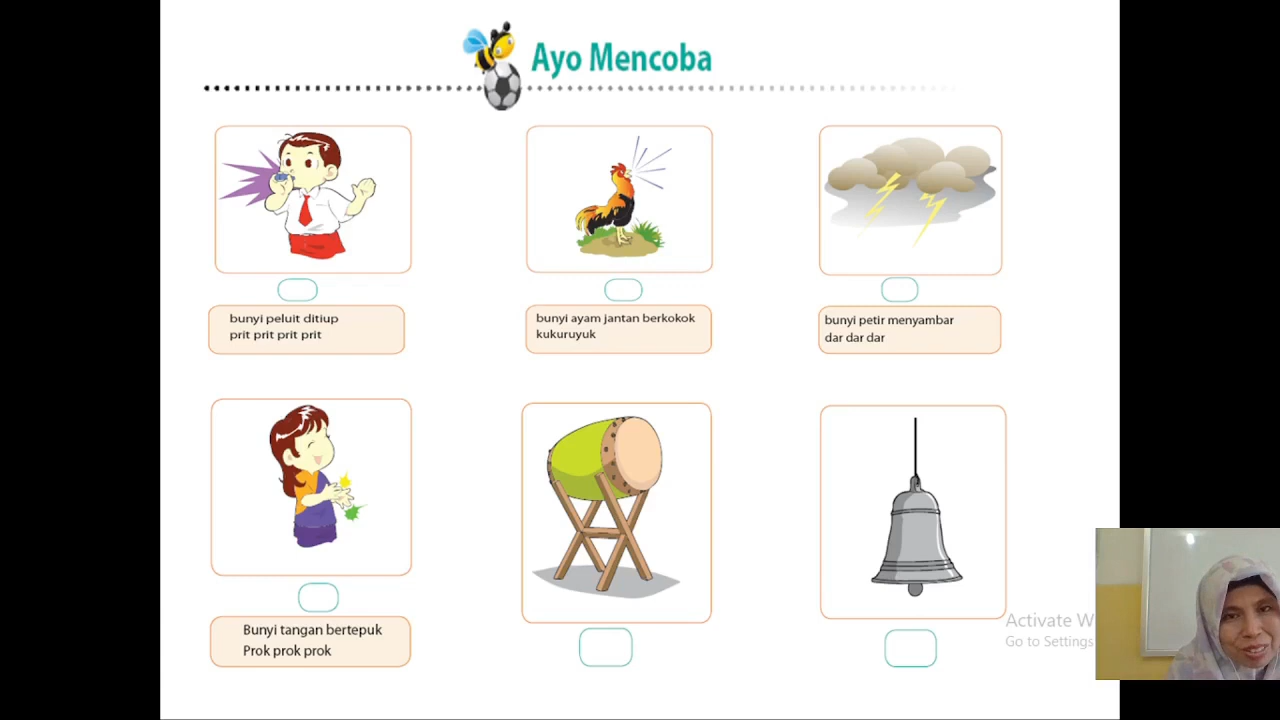 Ayo Mencoba
bunyi peluit ditiup
prit prit prit prit
bunyi ayam jantan berkokok
kukuruyuk
bunyi petir menyambar
dar dar dar
Bunyi tangan bertepuk
Prok prok prok
Activate W
Go to Settings